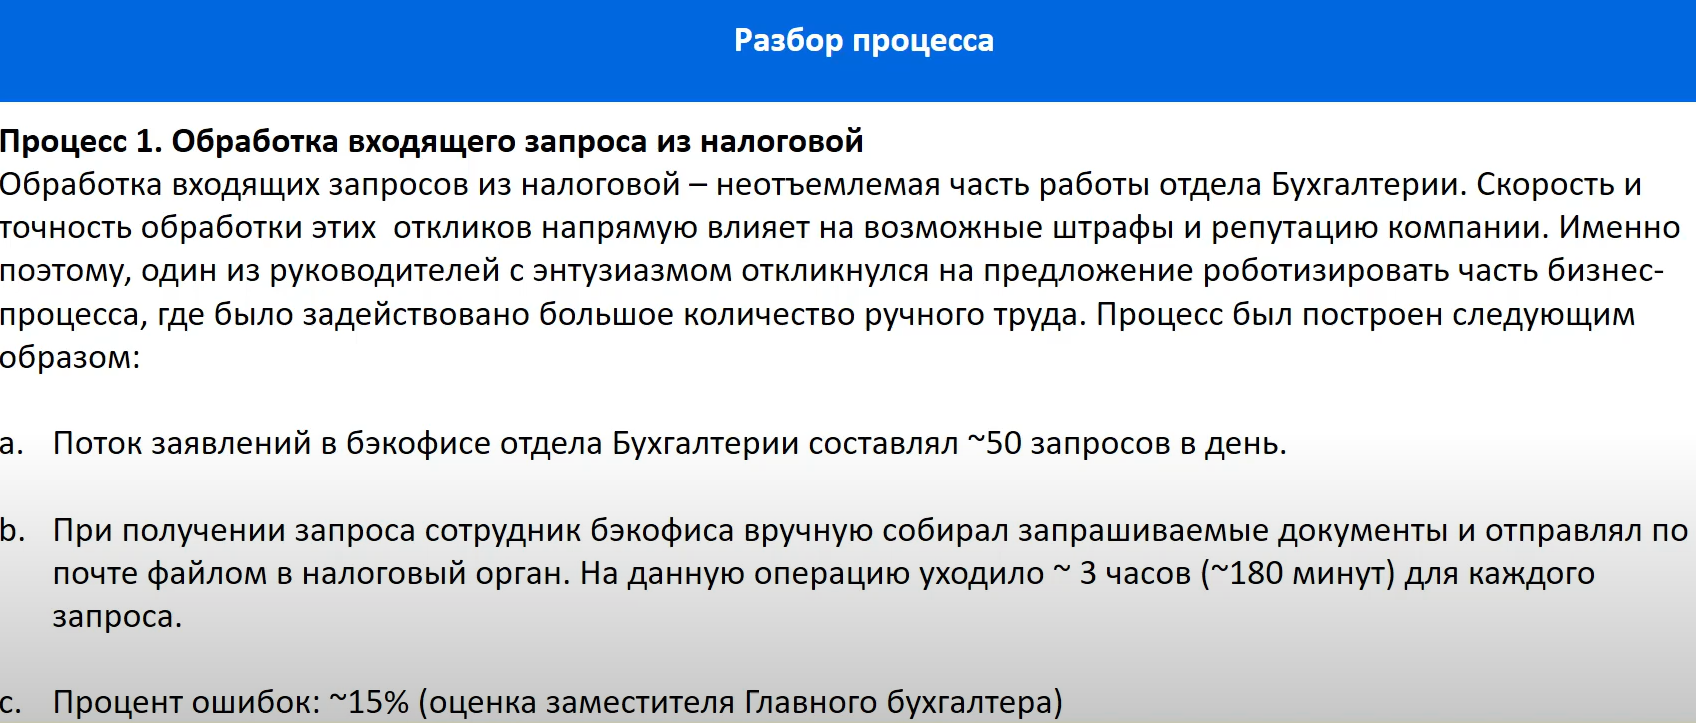 Разбор процесса
Процесс 1. Обработка входящего запроса из налоговой
Обработка входящих запросов из налоговой – неотъемлемая часть работы отдела Бухгалтерии. Скорость и
точность обработки этих  откликов напрямую влияет на возможные штрафы и репутацию компании. Именно
поэтому, один из руководителей с энтузиазмом откликнулся на предложение роботизировать часть бизнес-
процесса, где было задействовано большое количество ручного труда. Процесс был построен следующим
образом:
a. Поток заявлений в бэкофисе отдела Бухгалтерии составлял ~50 запросов в день.
b. При получении запроса сотрудник бэкофиса вручную собирал запрашиваемые документы и отправлял по
почте файлом в налоговый орган. На данную операцию уходило ~ 3 часов (~180 минут) для каждого
запроса.
c. Процент ошибок: ~15% (оценка заместителя Главного бухгалтера)